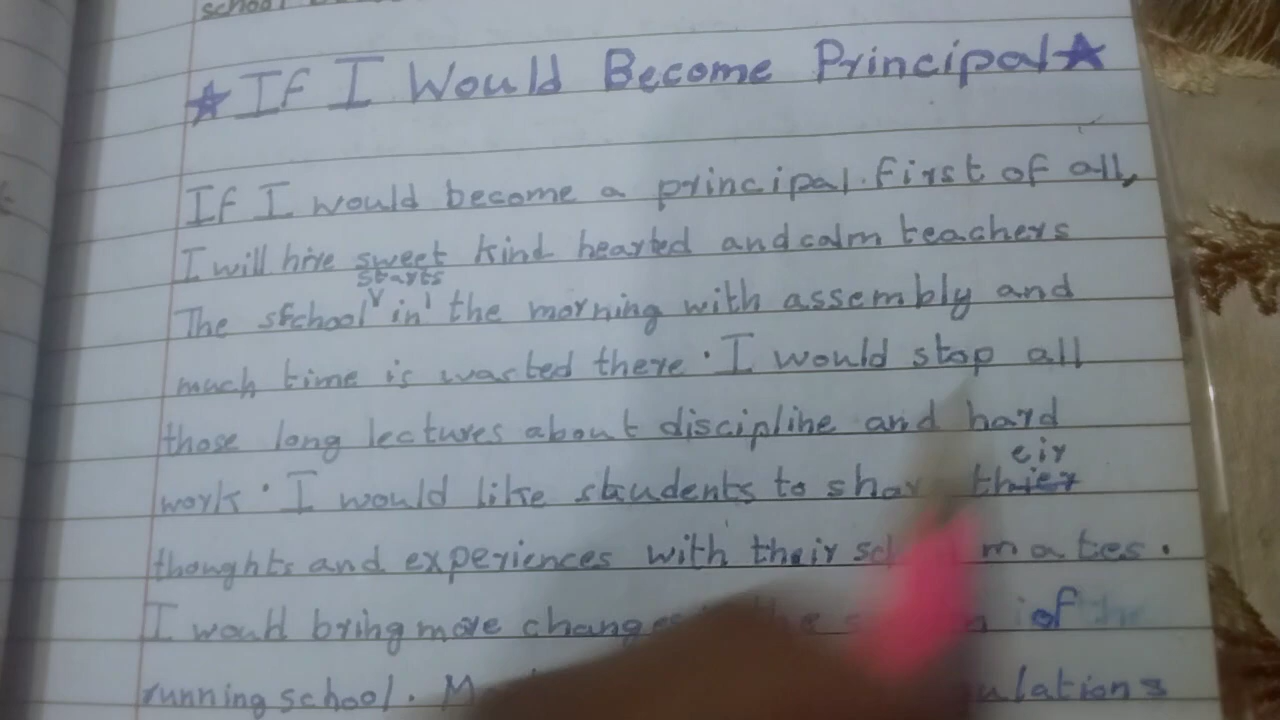 school
☆ If I Would Become Principal ☆
If I would become a principal. first of all,
I will hire sweet kind hearted and calm teachers
starts
The school in the morning with assembly and
much time is wasted there. I would stop all
those long lectures about discipline and hard
eir
work. I would like students to thier
thoughts and experiences with their mates.
I would bring more of
running school.